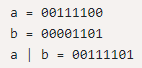 a = 00111100
b = 00001101
a | b = 00111101